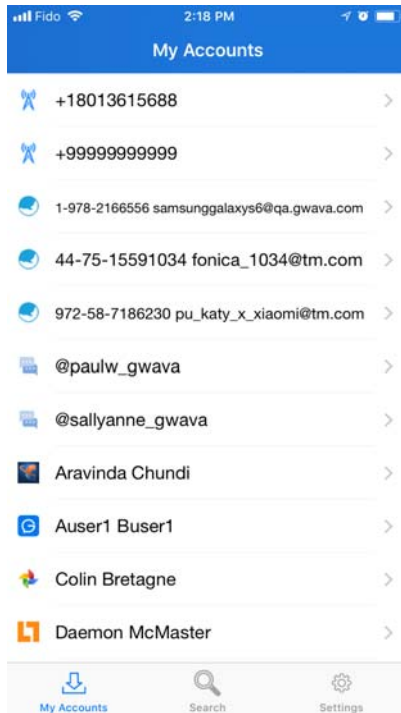 Fido 2:18 PM
My Accounts
+18013615688
+99999999999
1-978-2166556 samsunggalaxys6@qa.gwava.com
44-75-15591034 fonica_1034@tm.com
972-58-7186230 pu_katy_x_xiaomi@tm.com
@paulw_gwava
@sallyanne_gwava
Aravinda Chundi
Auser1 Buser1
Colin Bretagne
Daemon McMaster
My Accounts Search Settings